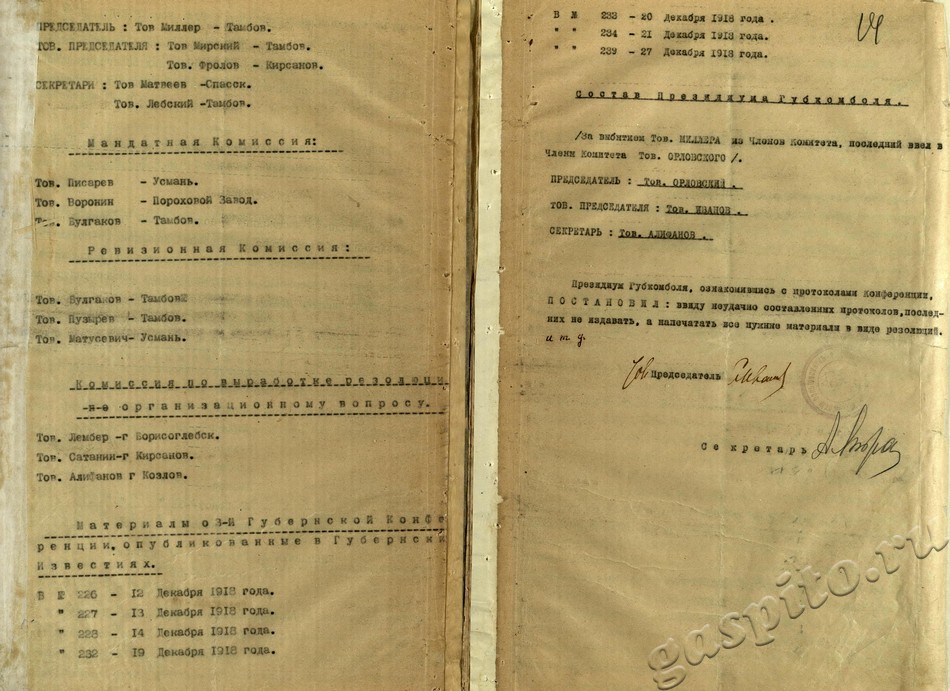 ПРЕДСЕДАТЕЛЬ : Тов Миллер - Тамбов.
ТОВ. ПРЕДСЕДАТЕЛЯ : Тов Мирский - Тамбов.
Тов. Фролов - Кирсанов.
СЕКРЕТАРИ : Тов Матвеев -Спасск.
Тов. Лебский -Тамбов.
Мандатная Комиссия:
Тов. Писарев - Усмань.
Тов. Воронин - Пороховой Завод.
Тов. Булгаков - Тамбов.
Ревизионная Комиссия:
Тов. Булгаков - Тамбов
Тов. Пузырев - Тамбов.
Тов. Матусевич- Усмань.
Комиссия по выработке резолюци
организационному вопросу.
Тов. Лембер -г Борисоглебск.
Тов. Сатанин-г Кирсанов.
Тов. Алифанов г Козлов.
Материалы о 3-й Губернской Конфе
ренции, опубликованные в Губернски
Известиях.
В № 226 - 12 Декабря 1918 года.
" 227 - 13 Декабря 1918 года.
" 228 - 14 Декабря 1918 года.
" 232 - 19 Декабря 1918 года.
В № 233 - 20 Декабря 1918 года .
" " 234 - 21 Декабря 1918 года.
" " 239 - 27 Декабря 1918 года.
Состав Президиума Губкомболя.
/За выбытием Тов. МИЛЛЕРА из Членов Комитета, последний ввел в
Члены Комитета Тов. ОРЛОВСКОГО /.
ПРЕДСЕДАТЕЛЬ : Тов. ОРЛОВСКИЙ .
ТОВ. ПРЕДСЕДАТЕЛЯ : Тов. ИВАНОВ .
СЕКРЕТАРЬ : Тов. АЛИФАНОВ .
Президиум Губкомболя, ознакомившись с протоколами Конференции,
ПОСТАНОВИЛ : ввиду неудачно составленных протоколов,послед-
них не издавать, а напечатать все нужные материалы в виде резолюций.
и т д.
Тов Председатель
Секретарь
gaspito.ru